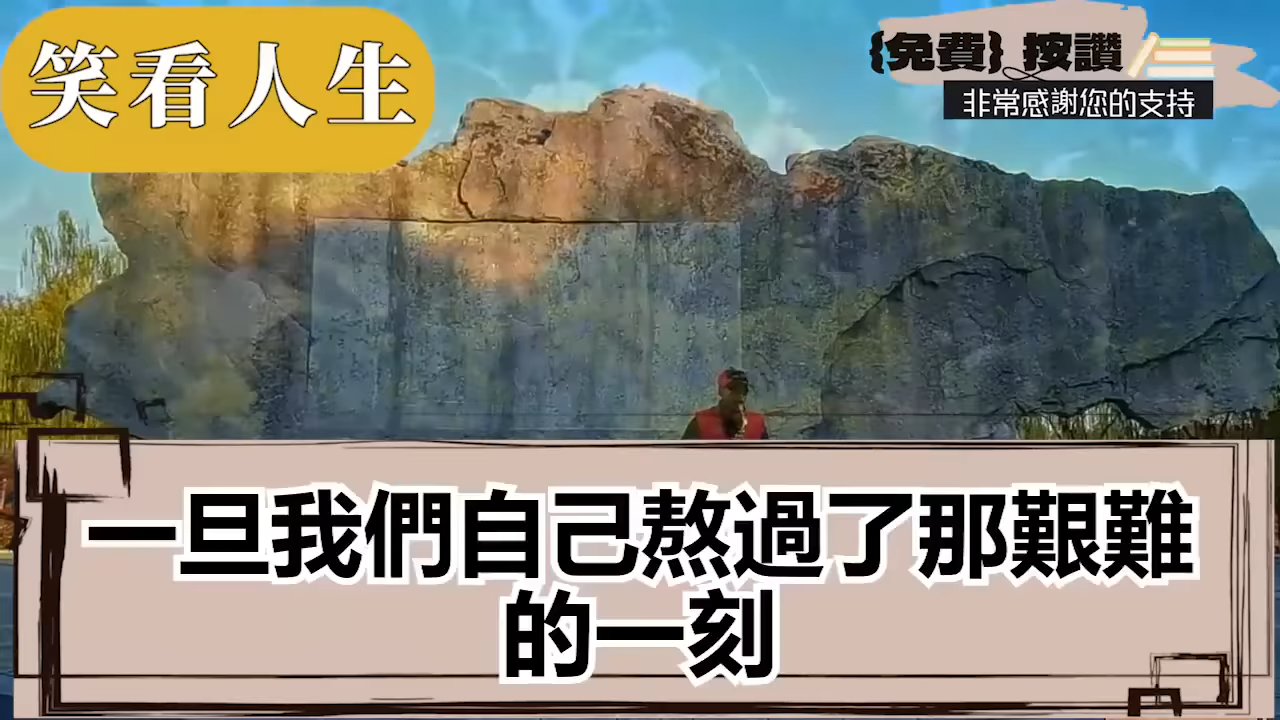 笑看人生
{免費} 按讚
非常感謝您的支持
一旦我們自己熬過了那艱難
的一刻